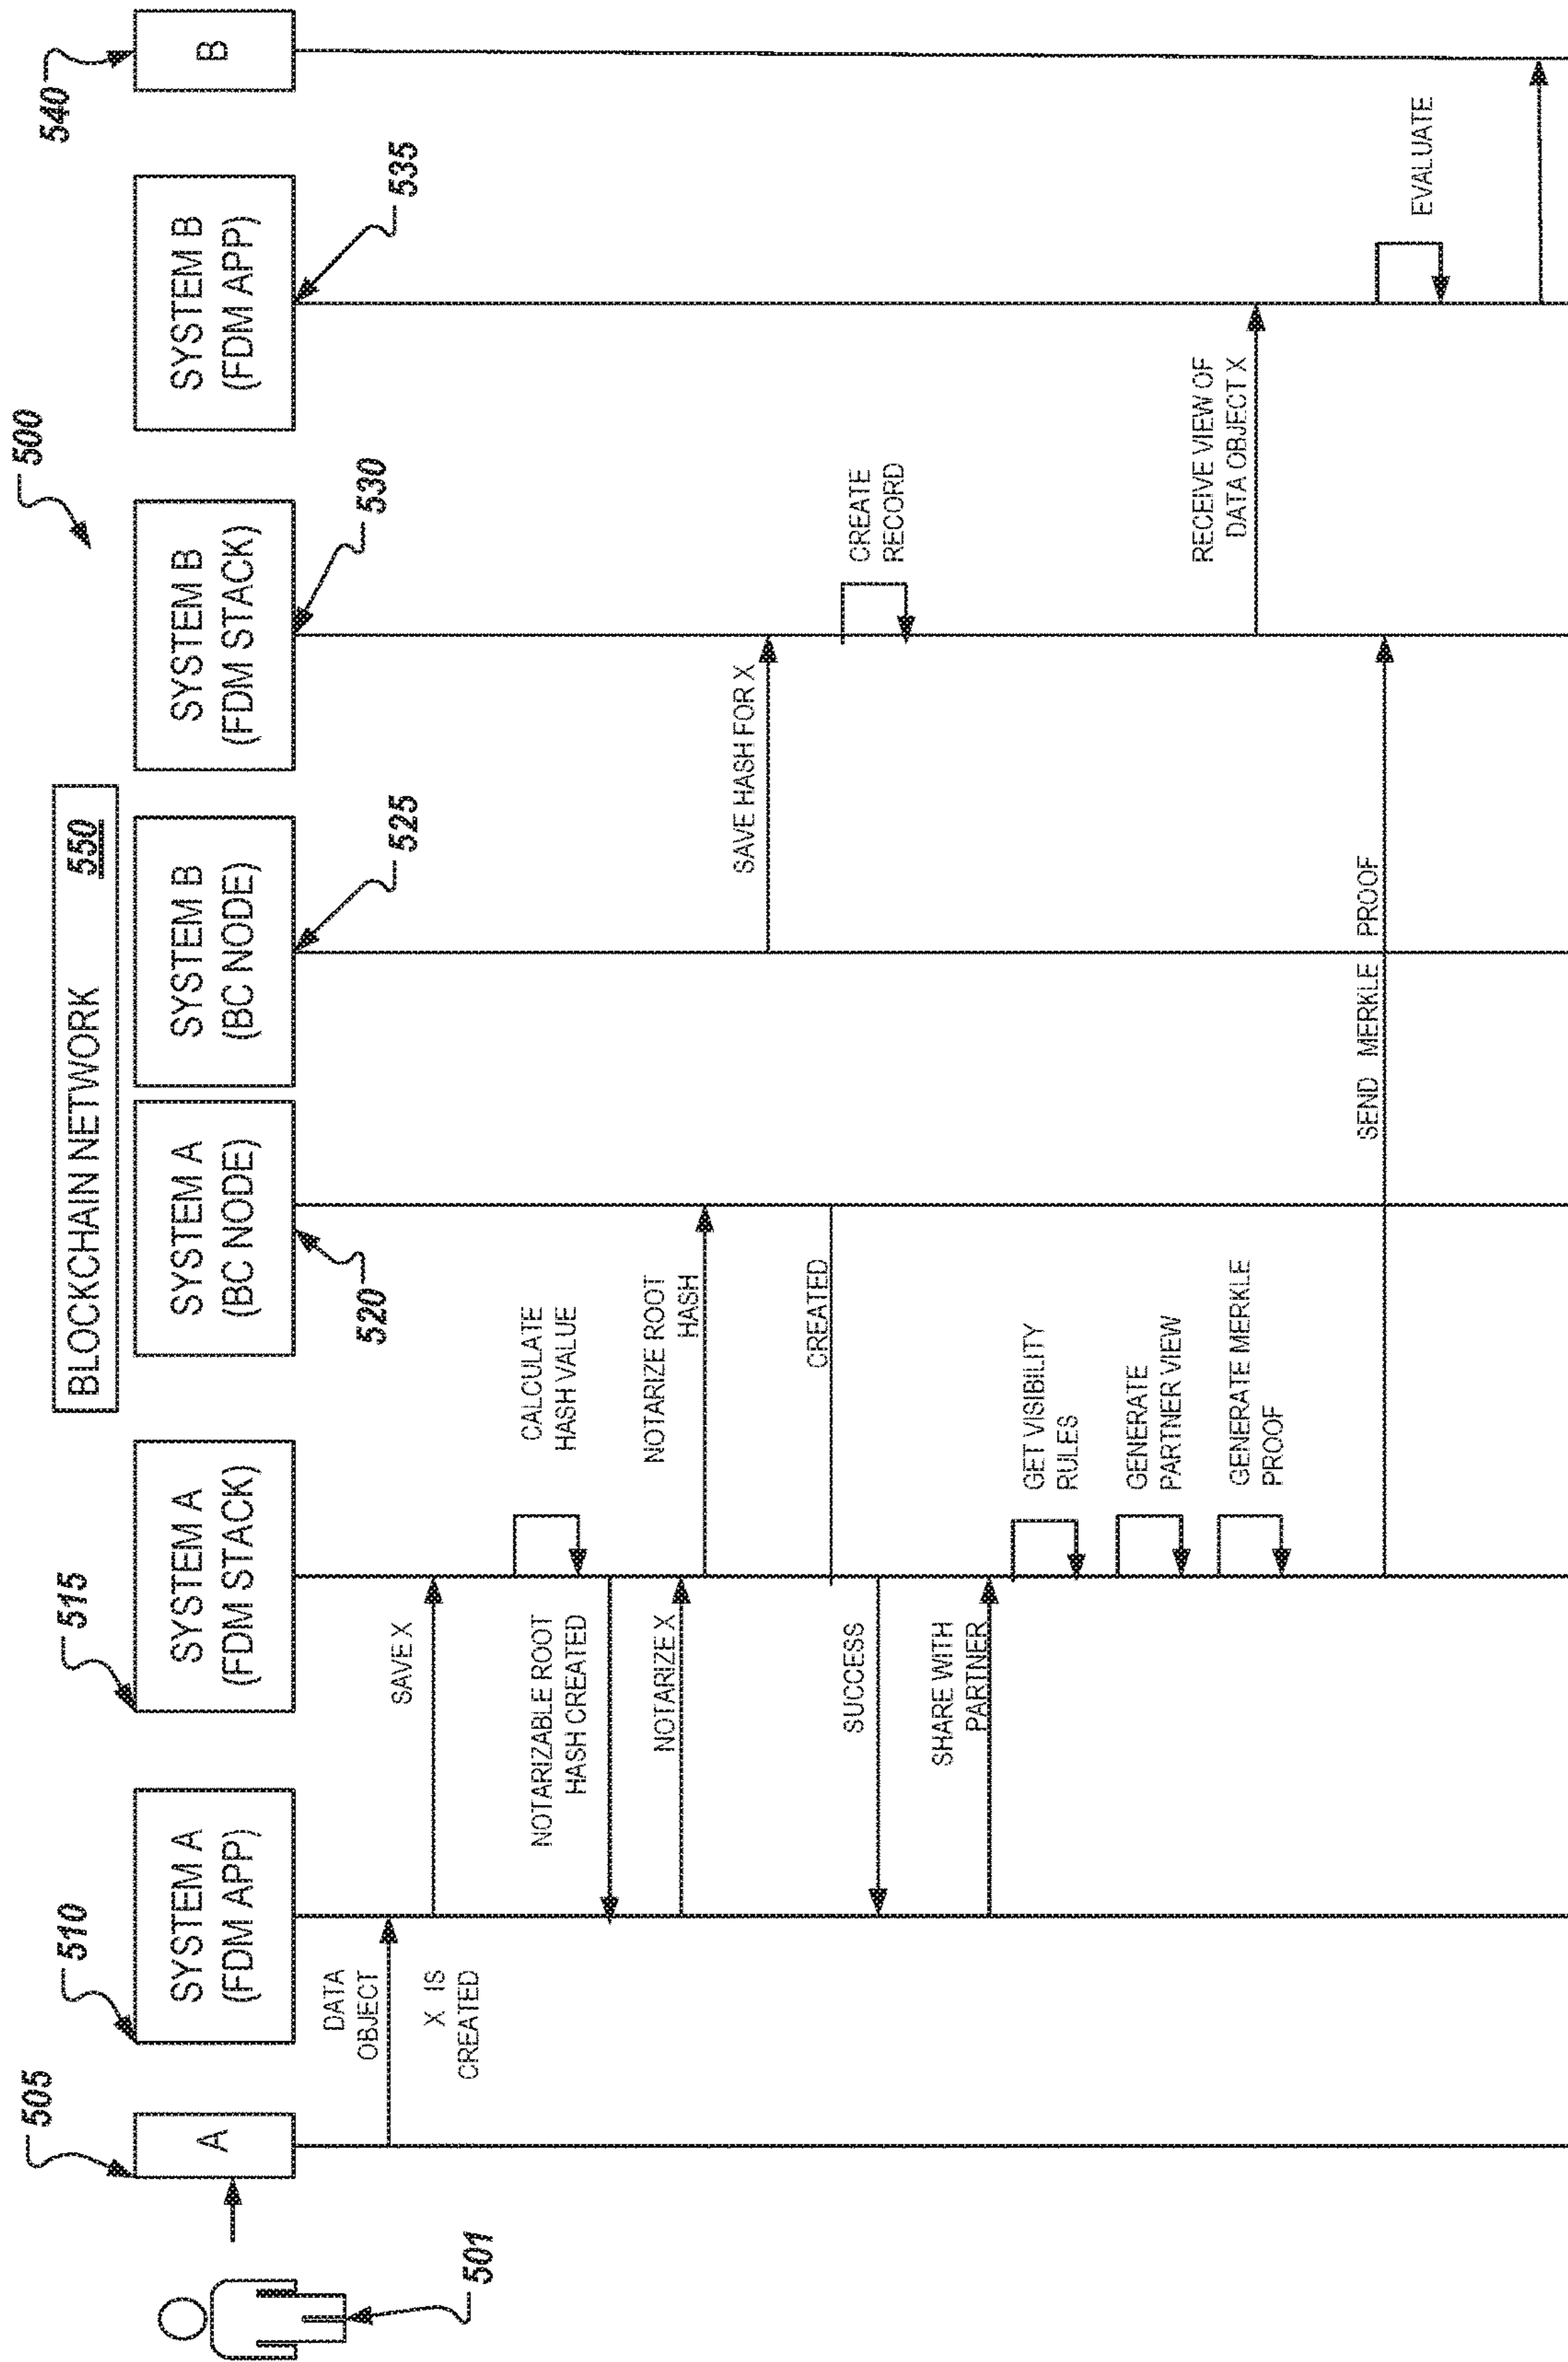 500
BLOCKCHAIN NETWORK 550
501
505
A
510
SYSTEM A
(FDM APP)
515
SYSTEM A
(FDM STACK)
520
SYSTEM A
(BC NODE)
525
SYSTEM B
(BC NODE)
530
SYSTEM B
(FDM STACK)
535
SYSTEM B
(FDM APP)
540
B
DATA
OBJECT
X IS
CREATED
SAVE X
CALCULATE
HASH VALUE
NOTARIZABLE ROOT
HASH CREATED
NOTARIZE X
NOTARIZE ROOT
HASH
SAVE HASH FOR X
CREATED
CREATE
RECORD
SUCCESS
SHARE WITH
PARTNER
GET VISIBILITY
RULES
GENERATE
PARTNER VIEW
GENERATE MERKLE
PROOF
RECEIVE VIEW OF
DATA OBJECT X
SEND MERKLE PROOF
EVALUATE